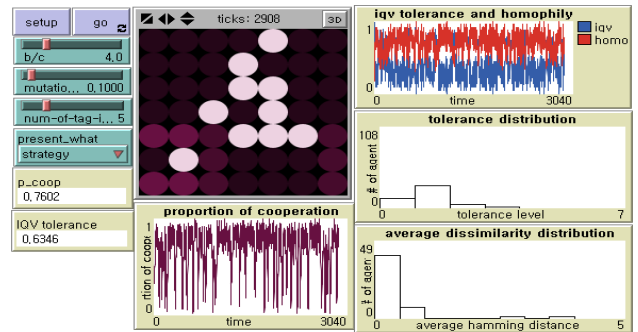 setup
go
b/c 4,0
mutatio... 0,1000
num-of-tag-i... 5
present_what
strategy
p_coop
0,7602
IQV tolerance
0,6346
ticks: 2908
3D
proportion of cooperation
1
rtion of coope
0
0
time
3040
iqv tolerance and homophily
1
0
0
time
3040
iqv
homo
tolerance distribution
108
# of agent
0
0
tolerance level
7
average dissimilarity distribution
49
# of agen
0
0
average hamming distance
5